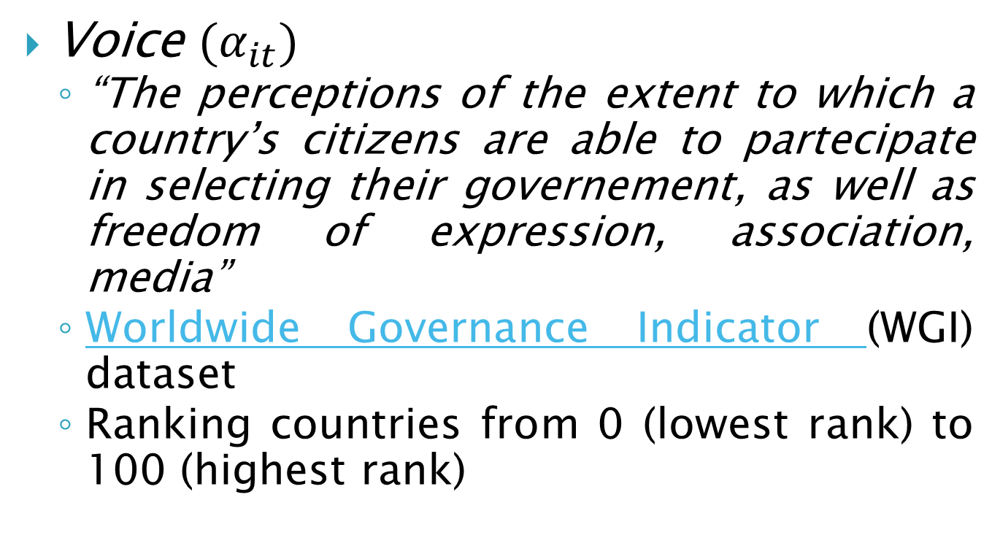 Voice (𝛼𝑖𝑡)
“The perceptions of the extent to which a
country’s citizens are able to partecipate
in selecting their governement, as well as
freedom of expression, association,
media”
Worldwide Governance Indicator (WGI)
dataset
Ranking countries from 0 (lowest rank) to
100 (highest rank)